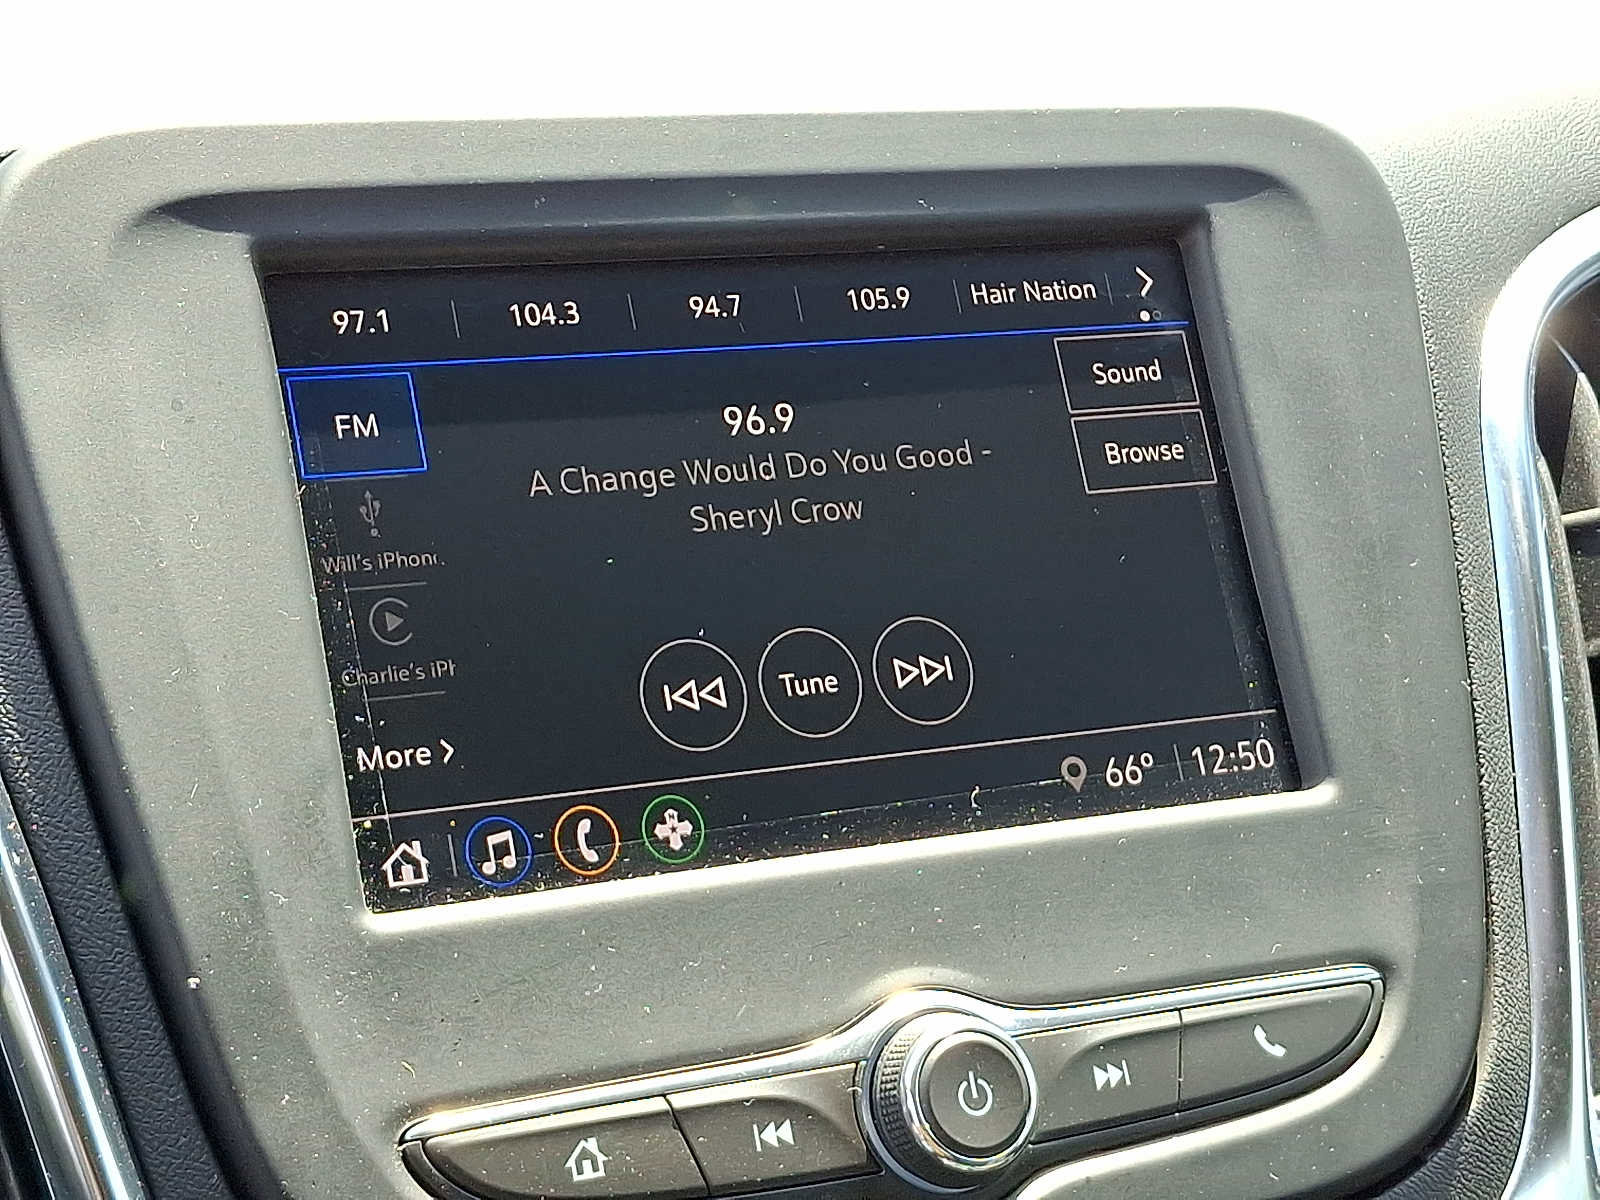 97.1 104.3 94.7 105.9 Hair Nation
FM
96.9
A Change Would Do You Good -
Sheryl Crow
Sound
Browse
Will's iPhone
Charlie's iPh
More
Tune
66° 12:50